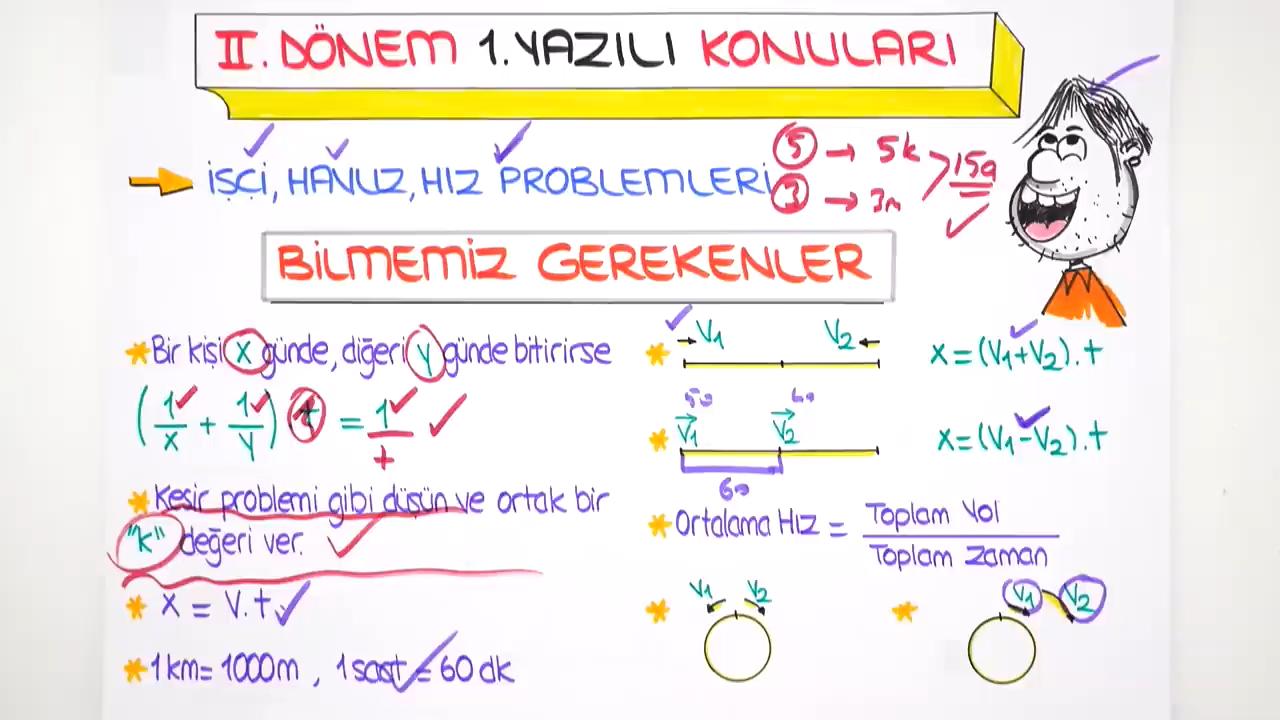 II. DÖNEM 1. YAZILI KONULARI
İŞÇİ, HAVUZ, HIZ PROBLEMLERİ
5 → 5k
3 → 3m
15a
BİLMEMİZ GEREKENLER
* Bir kişi x günde, diğeri y günde bitirirse
(1/x + 1/y) t = 1/t
* Kesir problemi gibi düşün ve ortak bir
"k" değeri ver.
* x = V.t
* 1 km = 1000m , 1 saat = 60 dk
* V1 V2 x = (V1+V2). t
50 60
* V1 V2 x = (V1-V2). t
60
* Ortalama Hız = Toplam Yol
Toplam Zaman
* V1 V2
* V1 V2